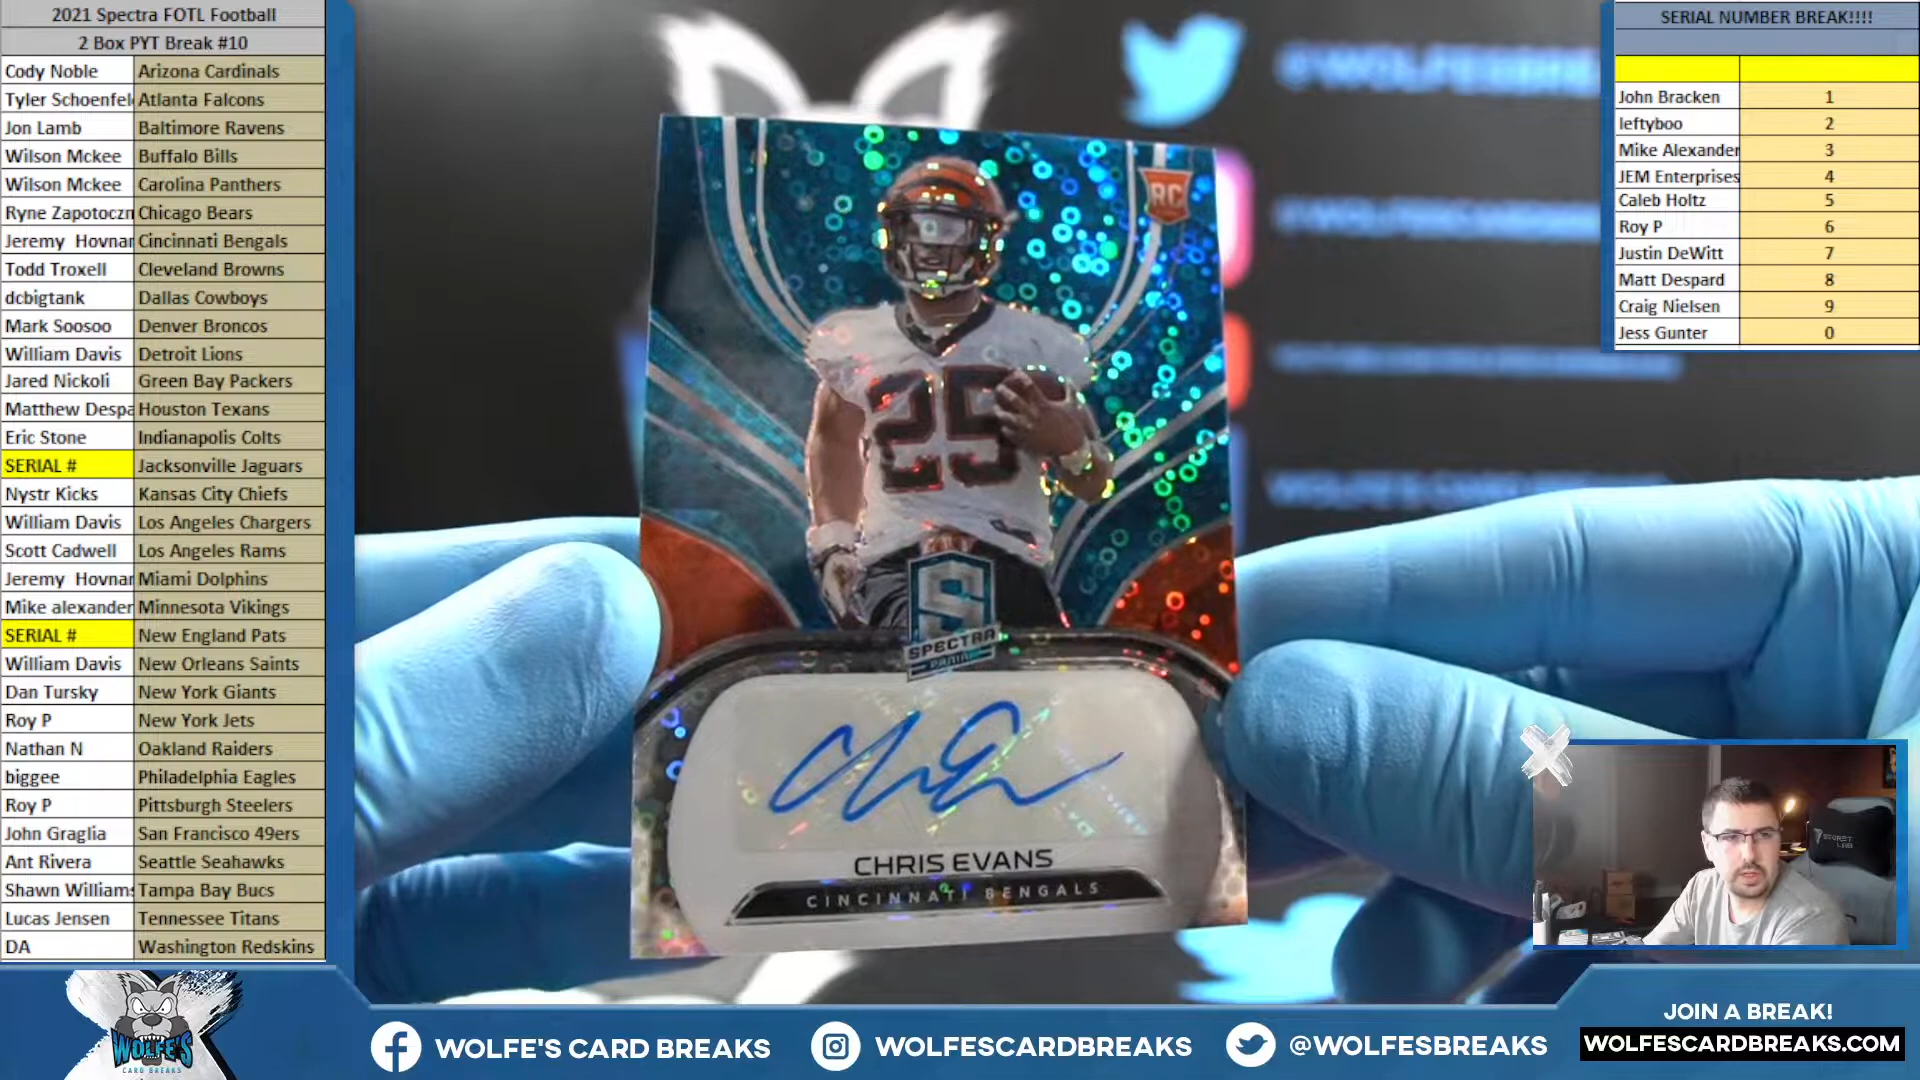 2021 Spectra FOTL Football
2 Box PYT Break #10
Cody Noble Arizona Cardinals
Tyler Schoenfel Atlanta Falcons
Jon Lamb Baltimore Ravens
Wilson Mckee Buffalo Bills
Wilson Mckee Carolina Panthers
Ryne Zapotoczn Chicago Bears
Jeremy Hovnar Cincinnati Bengals
Todd Troxell Cleveland Browns
dcbigtank Dallas Cowboys
Mark Soosoo Denver Broncos
William Davis Detroit Lions
Jared Nickoli Green Bay Packers
Matthew Despa Houston Texans
Eric Stone Indianapolis Colts
SERIAL # Jacksonville Jaguars
Nystr Kicks Kansas City Chiefs
William Davis Los Angeles Chargers
Scott Cadwell Los Angeles Rams
Jeremy Hovnar Miami Dolphins
Mike alexander Minnesota Vikings
SERIAL # New England Pats
William Davis New Orleans Saints
Dan Tursky New York Giants
Roy P New York Jets
Nathan N Oakland Raiders
biggee Philadelphia Eagles
Roy P Pittsburgh Steelers
John Graglia San Francisco 49ers
Ant Rivera Seattle Seahawks
Shawn Williams Tampa Bay Bucs
Lucas Jensen Tennessee Titans
DA Washington Redskins
RC
25
S
SPECTRA
PANINI
CHRIS EVANS
CINCINNATI BENGALS
SERIAL NUMBER BREAK!!!!
John Bracken 1
leftyboo 2
Mike Alexander 3
JEM Enterprises 4
Caleb Holtz 5
Roy P 6
Justin DeWitt 7
Matt Despard 8
Craig Nielsen 9
Jess Gunter 0
SECRET LAB
WOLFE'S
CARD BREAKS
WOLFE'S CARD BREAKS
WOLFESCARDBREAKS
@WOLFESBREAKS
JOIN A BREAK!
WOLFESCARDBREAKS.COM